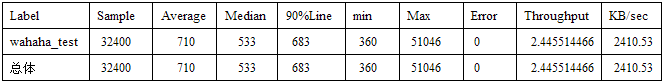 Label Sample Average Median 90%Line min Max Error Throughput KB/sec
wahaha_test 32400 710 533 683 360 51046 0 2.445514466 2410.53
总体 32400 710 533 683 360 51046 0 2.445514466 2410.53